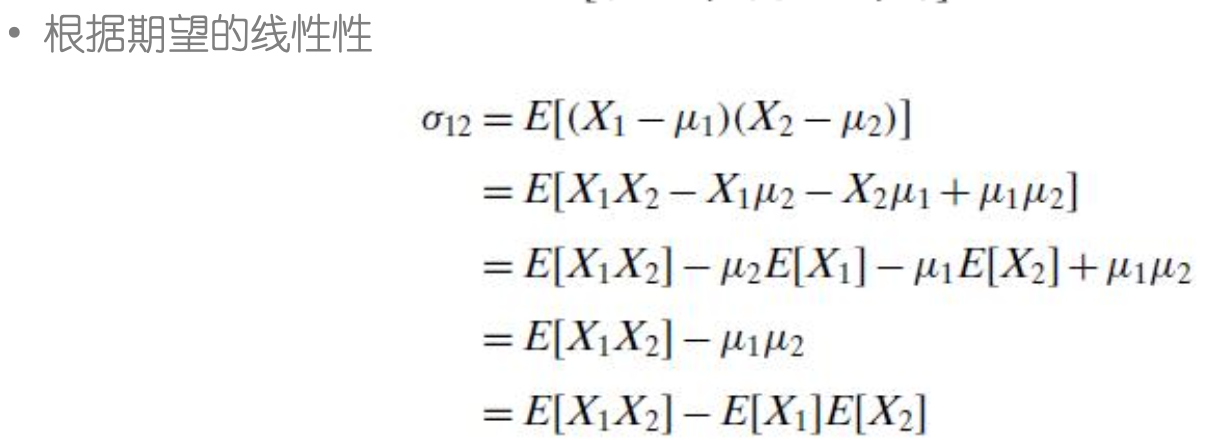 • 根据期望的线性性
σ₁₂ = E[(X₁ − μ₁)(X₂ − μ₂)]
= E[X₁X₂ − X₁μ₂ − X₂μ₁ + μ₁μ₂]
= E[X₁X₂] − μ₂E[X₁] − μ₁E[X₂] + μ₁μ₂
= E[X₁X₂] − μ₁μ₂
= E[X₁X₂] − E[X₁]E[X₂]